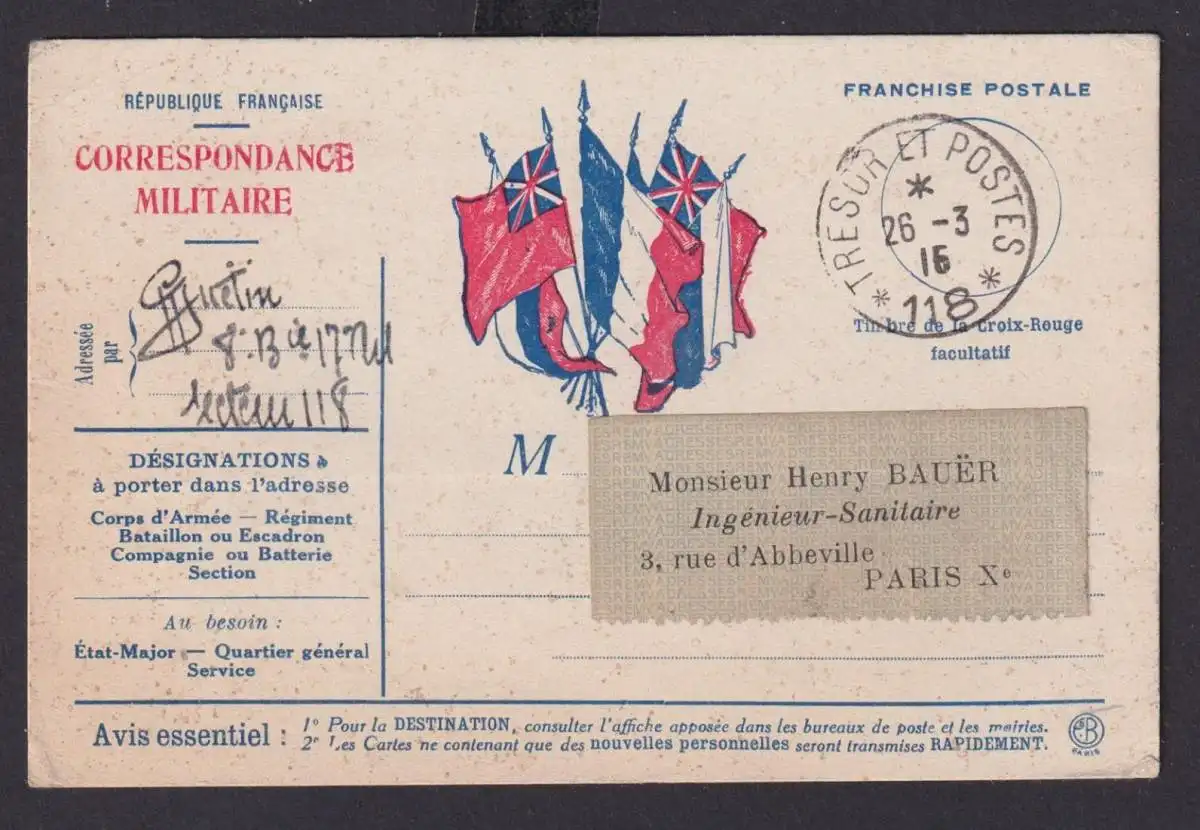 RÉPUBLIQUE FRANÇAISE
CORRESPONDANCE
MILITAIRE
FRANCHISE POSTALE
TRESOR ET POSTES
26 -3
16
118
Timbre de la Croix-Rouge
facultatif
Adressée
par
secteur 118
DÉSIGNATIONS
à porter dans l'adresse
Corps d'Armée — Régiment
Bataillon ou Escadron
Compagnie ou Batterie
Section
Au besoin :
État-Major — Quartier général
Service
M
Monsieur Henry BAUËR
Ingénieur-Sanitaire
3, rue d'Abbeville
PARIS Xe
Avis essentiel :
1° Pour la DESTINATION, consulter l'affiche apposée dans les bureaux de poste et les mairies.
2° Les Cartes ne contenant que des nouvelles personnelles seront transmises RAPIDEMENT.
PARIS